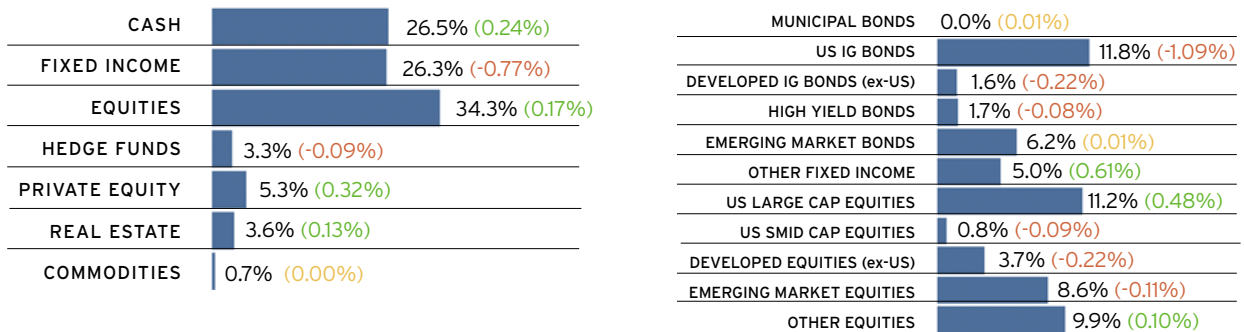 CASH 26.5% (0.24%)
FIXED INCOME 26.3% (-0.77%)
EQUITIES 34.3% (0.17%)
HEDGE FUNDS 3.3% (-0.09%)
PRIVATE EQUITY 5.3% (0.32%)
REAL ESTATE 3.6% (0.13%)
COMMODITIES 0.7% (0.00%)
MUNICIPAL BONDS 0.0% (0.01%)
US IG BONDS 11.8% (-1.09%)
DEVELOPED IG BONDS (ex-US) 1.6% (-0.22%)
HIGH YIELD BONDS 1.7% (-0.08%)
EMERGING MARKET BONDS 6.2% (0.01%)
OTHER FIXED INCOME 5.0% (0.61%)
US LARGE CAP EQUITIES 11.2% (0.48%)
US SMID CAP EQUITIES 0.8% (-0.09%)
DEVELOPED EQUITIES (ex-US) 3.7% (-0.22%)
EMERGING MARKET EQUITIES 8.6% (-0.11%)
OTHER EQUITIES 9.9% (0.10%)